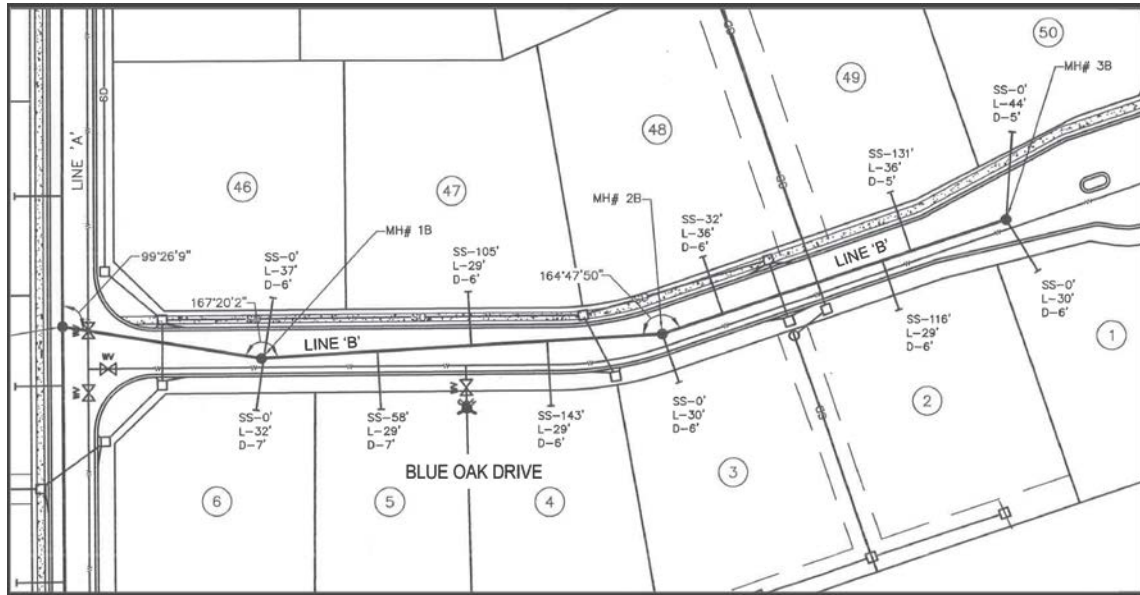 50
MH# 3B
49
SS-0'
L-44'
D-5'
SD
LINE 'A'
48
SS-131'
L-36'
D-5'
46
47
MH# 2B
MH# 1B
SS-32'
L-36'
D-6'
99°26'9"
SS-0'
L-37'
D-6'
SS-105'
L-29'
D-6'
164°47'50"
LINE 'B'
167°20'2"
SD
SS-0'
L-30'
D-6'
LINE 'B'
SS-116'
L-29'
D-6'
1
WV
WV
WV
SS-0'
L-32'
D-7'
SS-58'
L-29'
D-7'
SS-143'
L-29'
D-6'
SS-0'
L-30'
D-6'
2
BLUE OAK DRIVE
3
6
5
4